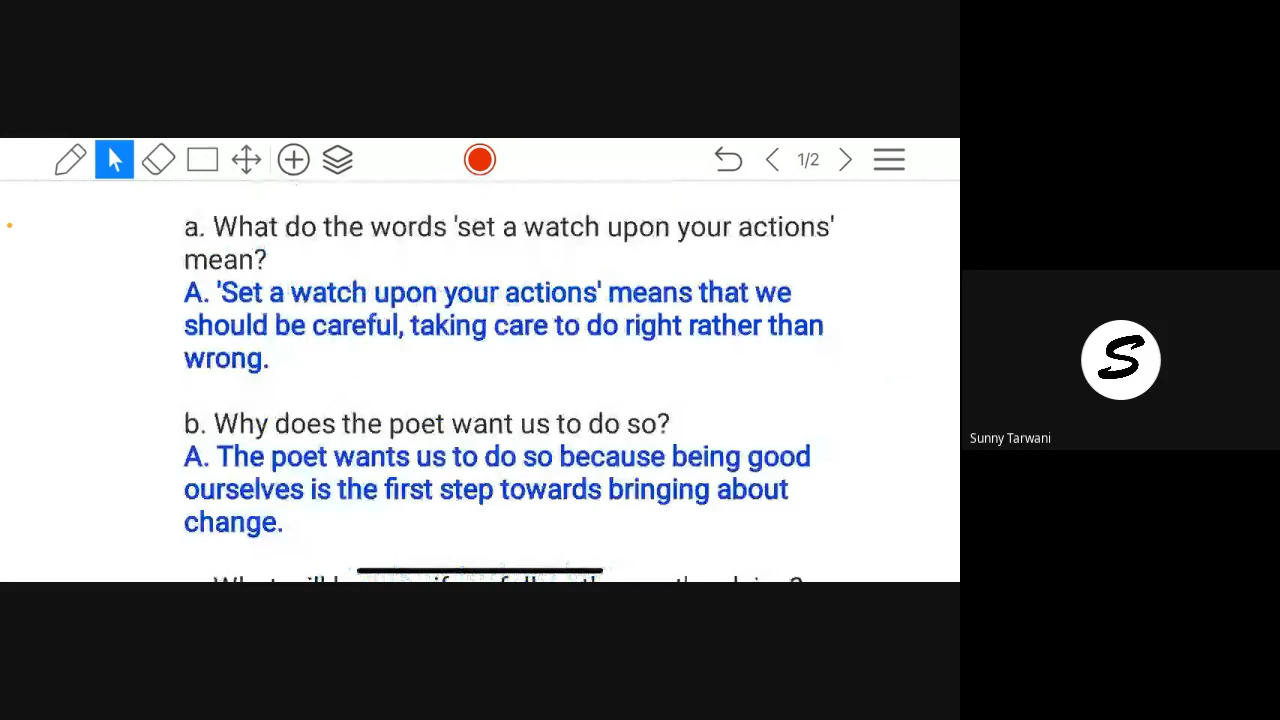 1/2
a. What do the words 'set a watch upon your actions'
mean?
A. 'Set a watch upon your actions' means that we
should be careful, taking care to do right rather than
wrong.
b. Why does the poet want us to do so?
A. The poet wants us to do so because being good
ourselves is the first step towards bringing about
change.
S
Sunny Tarwani